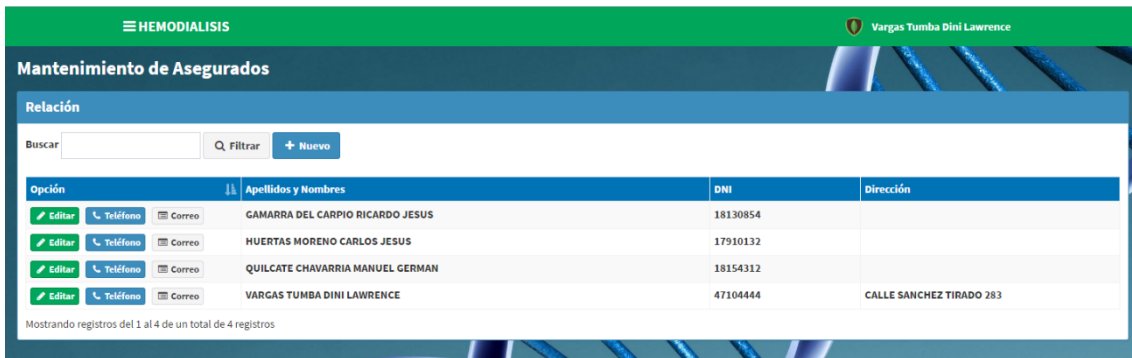 HEMODIALISIS Vargas Tumba Dini Lawrence
Mantenimiento de Asegurados
Relación
Buscar Filtrar + Nuevo
Opción Apellidos y Nombres DNI Dirección
Editar Teléfono Correo GAMARRA DEL CARPIO RICARDO JESUS 18130854
Editar Teléfono Correo HUERTAS MORENO CARLOS JESUS 17910132
Editar Teléfono Correo QUILCATE CHAVARRIA MANUEL GERMAN 18154312
Editar Teléfono Correo VARGAS TUMBA DINI LAWRENCE 47104444 CALLE SANCHEZ TIRADO 283
Mostrando registros del 1 al 4 de un total de 4 registros